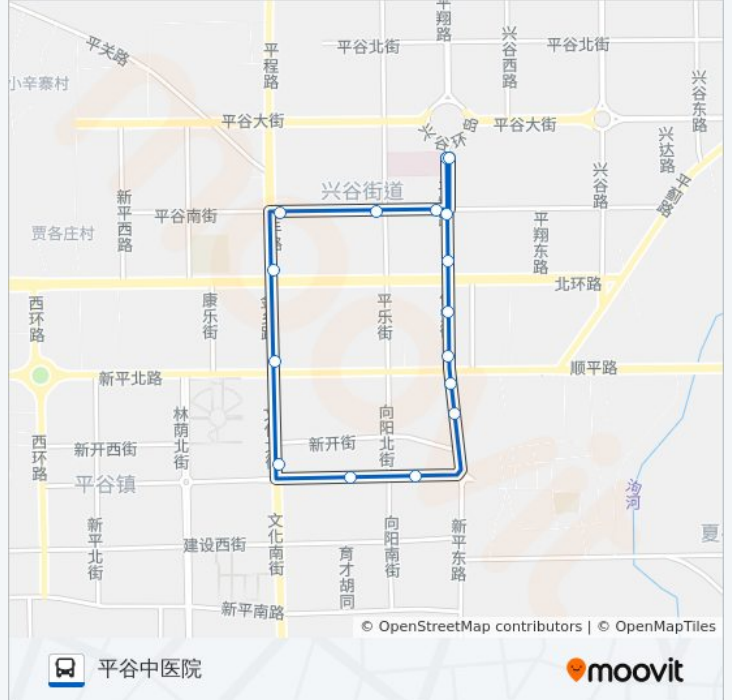 平翔路
平关路
平程路
平谷北街
兴谷西路
平谷北街
小辛寨村
兴谷东路
平谷大街
兴谷环岛
平谷大街
兴达路
兴谷路
兴谷街道
平蓟路
新平西路
平谷南街
平翔东路
贾各庄村
北环路
西环路
康乐街
平乐街
新平北路
顺平路
林荫北街
向阳北街
新开西街
新开街
西环路
平谷镇
洵河
新平北街
建设西街
文化南街
向阳南街
新平东路
夏
育才胡同
新平南路
© OpenStreetMap contributors | © OpenMapTiles
平谷中医院
moovit